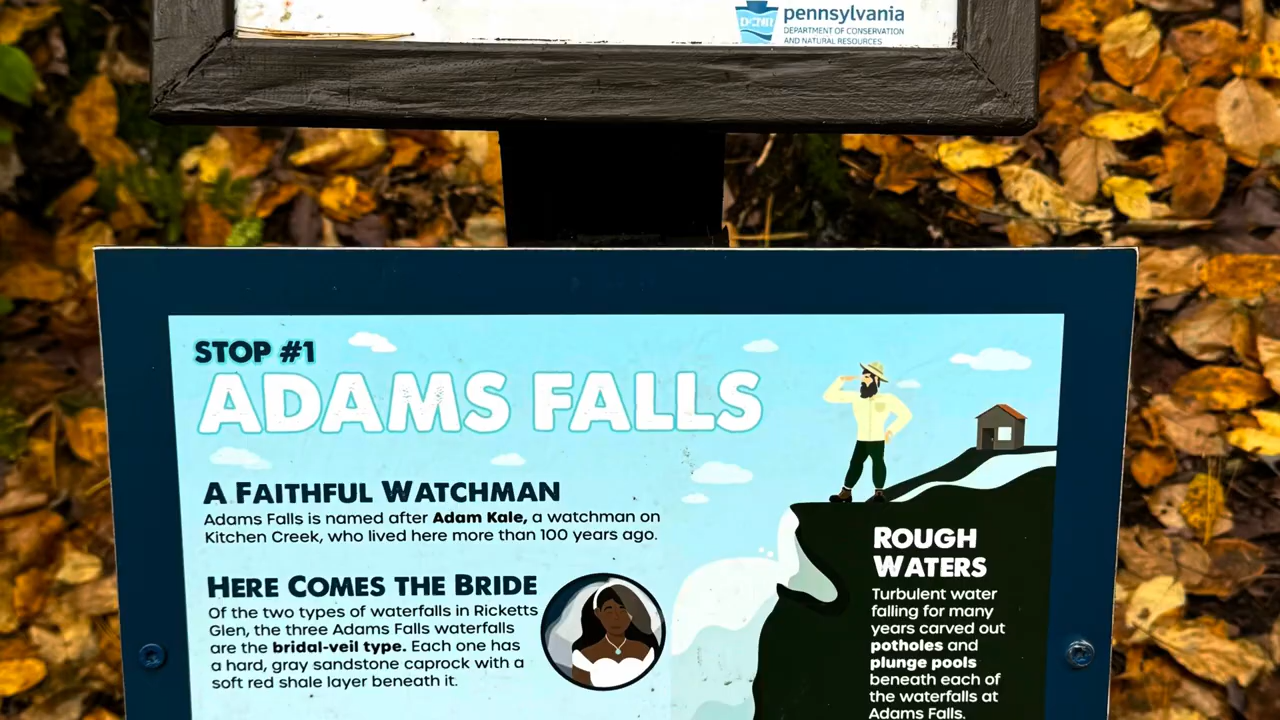 DCNR
pennsylvania
DEPARTMENT OF CONSERVATION
AND NATURAL RESOURCES
STOP #1
ADAMS FALLS
A FAITHFUL WATCHMAN
Adams Falls is named after Adam Kale, a watchman on
Kitchen Creek, who lived here more than 100 years ago.
HERE COMES THE BRIDE
Of the two types of waterfalls in Ricketts
Glen, the three Adams Falls waterfalls
are the bridal-veil type. Each one has
a hard, gray sandstone caprock with a
soft red shale layer beneath it.
ROUGH
WATERS
Turbulent water
falling for many
years carved out
potholes and
plunge pools
beneath each of
the waterfalls at
Adams Falls.